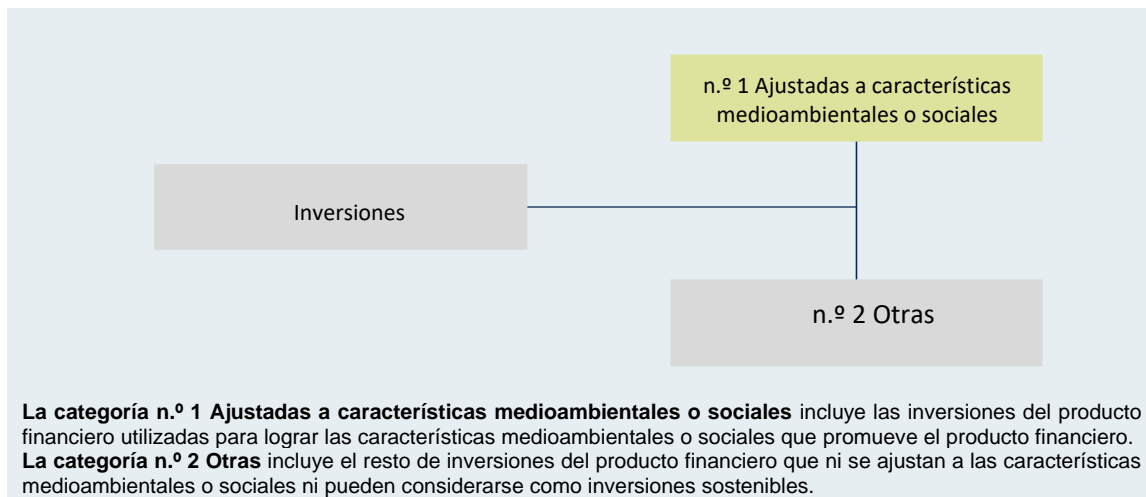 n.º 1 Ajustadas a características
medioambientales o sociales
Inversiones
n.º 2 Otras
La categoría n.º 1 Ajustadas a características medioambientales o sociales incluye las inversiones del producto
financiero utilizadas para lograr las características medioambientales o sociales que promueve el producto financiero.
La categoría n.º 2 Otras incluye el resto de inversiones del producto financiero que ni se ajustan a las características
medioambientales o sociales ni pueden considerarse como inversiones sostenibles.